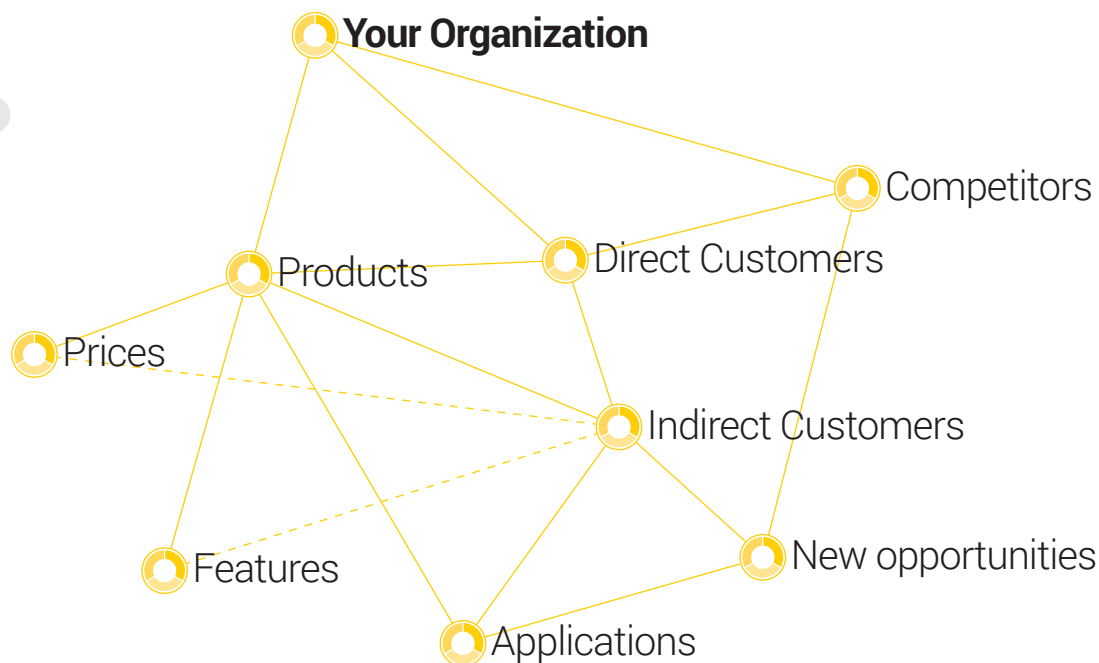 Your Organization
Competitors
Direct Customers
Products
Prices
Indirect Customers
New opportunities
Features
Applications